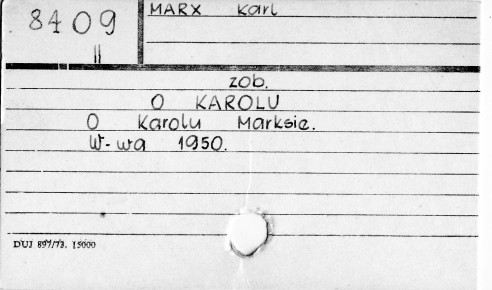 8409
II
MARX Karl
zob.
O KAROLU
O Karolu Marksie.
W-wa 1950.
DUJ 897/73. 15000